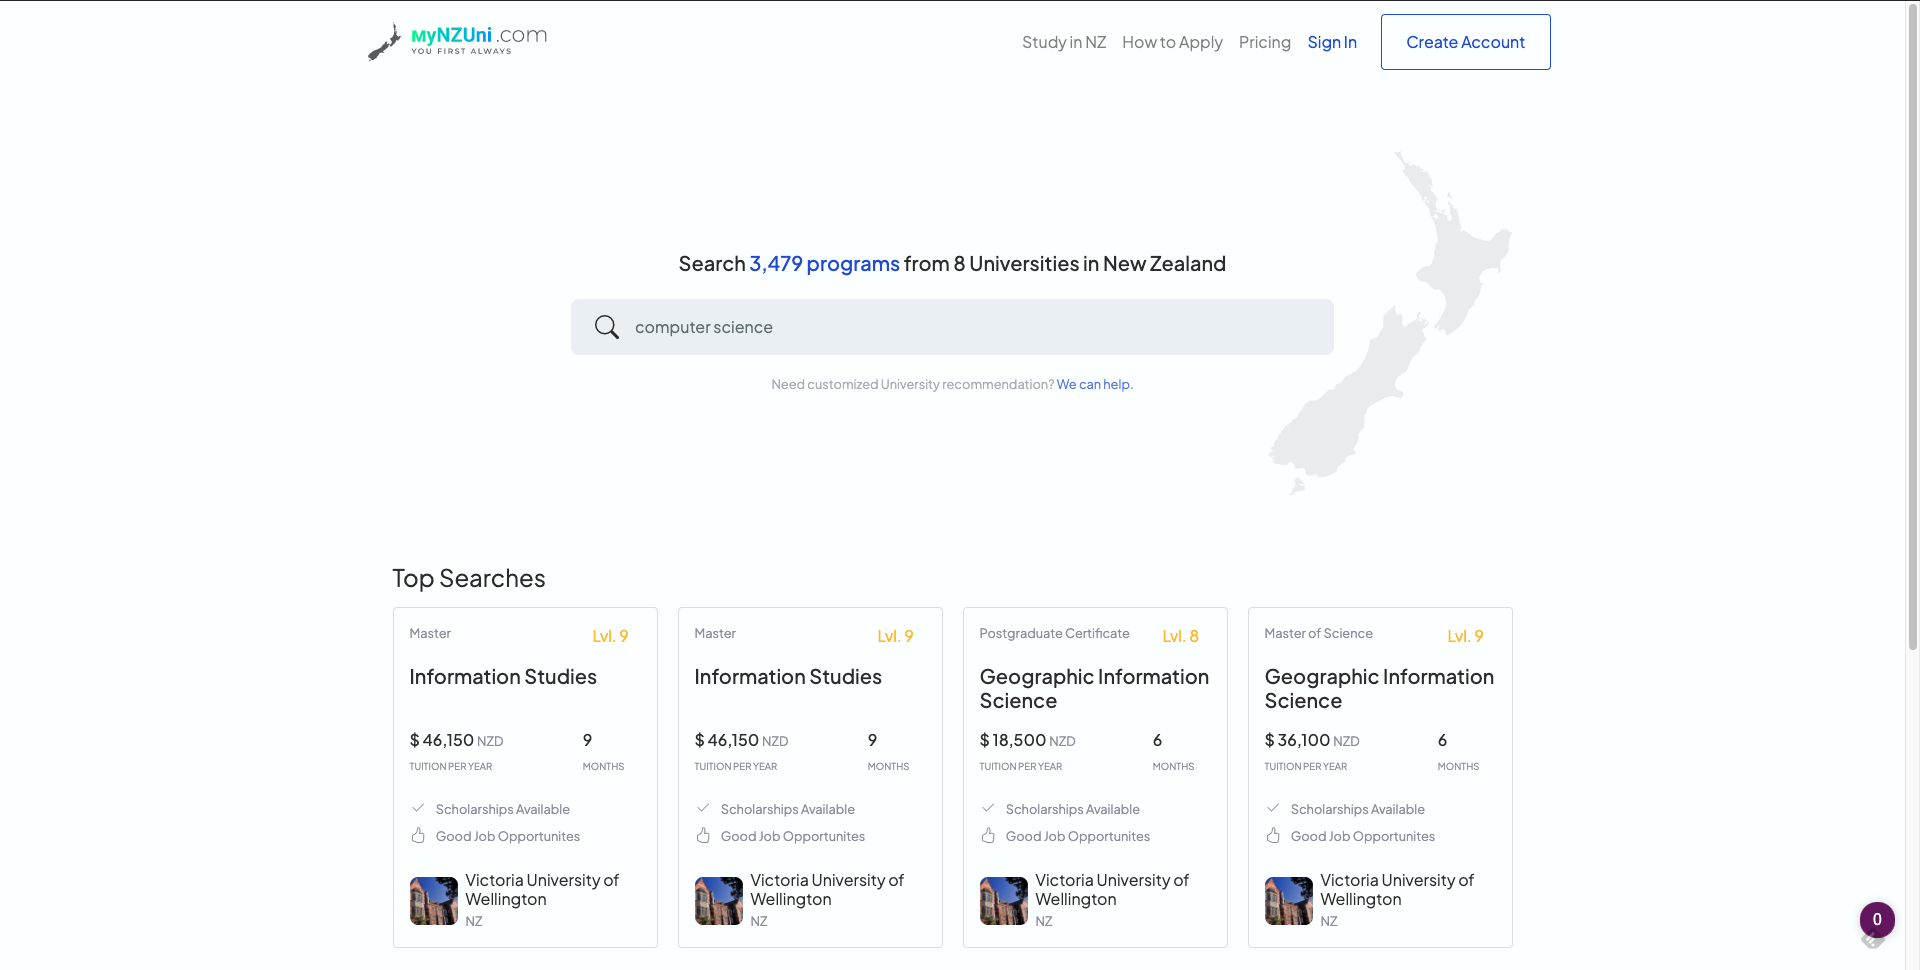 myNZUni.com
YOU FIRST ALWAYS
Study in NZ
How to Apply
Pricing
Sign In
Create Account
Search 3,479 programs from 8 Universities in New Zealand
computer science
Need customized University recommendation? We can help.
Top Searches
Master
Lvl. 9
Information Studies
$ 46,150 NZD
9
TUITION PER YEAR
MONTHS
Scholarships Available
Good Job Opportunites
Victoria University of
Wellington
NZ
Master
Lvl. 9
Information Studies
$ 46,150 NZD
9
TUITION PER YEAR
MONTHS
Scholarships Available
Good Job Opportunites
Victoria University of
Wellington
NZ
Postgraduate Certificate
Lvl. 8
Geographic Information
Science
$ 18,500 NZD
6
TUITION PER YEAR
MONTHS
Scholarships Available
Good Job Opportunites
Victoria University of
Wellington
NZ
Master of Science
Lvl. 9
Geographic Information
Science
$ 36,100 NZD
6
TUITION PER YEAR
MONTHS
Scholarships Available
Good Job Opportunites
Victoria University of
Wellington
NZ
0